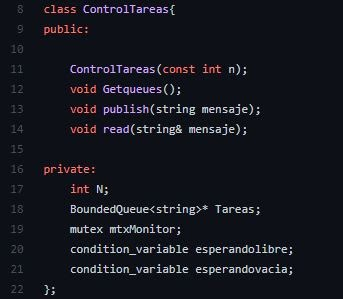 8 class ControlTareas{
9 public:
10
11 ControlTareas(const int n);
12 void Getqueues();
13 void publish(string mensaje);
14 void read(string& mensaje);
15
16 private:
17 int N;
18 BoundedQueue<string>* Tareas;
19 mutex mtxMonitor;
20 condition_variable esperandolibre;
21 condition_variable esperandovacia;
22 };